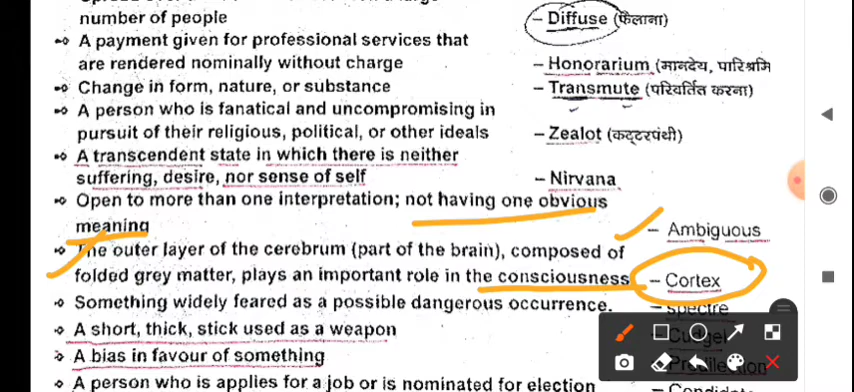 number of people – Diffuse (फैलाना)
A payment given for professional services that
are rendered nominally without charge – Honorarium (मानदेय, पारिश्रमि
Change in form, nature, or substance – Transmute (परिवर्तित करना)
A person who is fanatical and uncompromising in
pursuit of their religious, political, or other ideals – Zealot (कट्टरपंथी)
A transcendent state in which there is neither
suffering, desire, nor sense of self – Nirvana
Open to more than one interpretation; not having one obvious
meaning – Ambiguous
The outer layer of the cerebrum (part of the brain), composed of
folded grey matter, plays an important role in the consciousness – Cortex
Something widely feared as a possible dangerous occurrence. – Spectre
A short, thick, stick used as a weapon – Cudgel
A bias in favour of something – Predilection
A person who is applies for a job or is nominated for election – Candidate